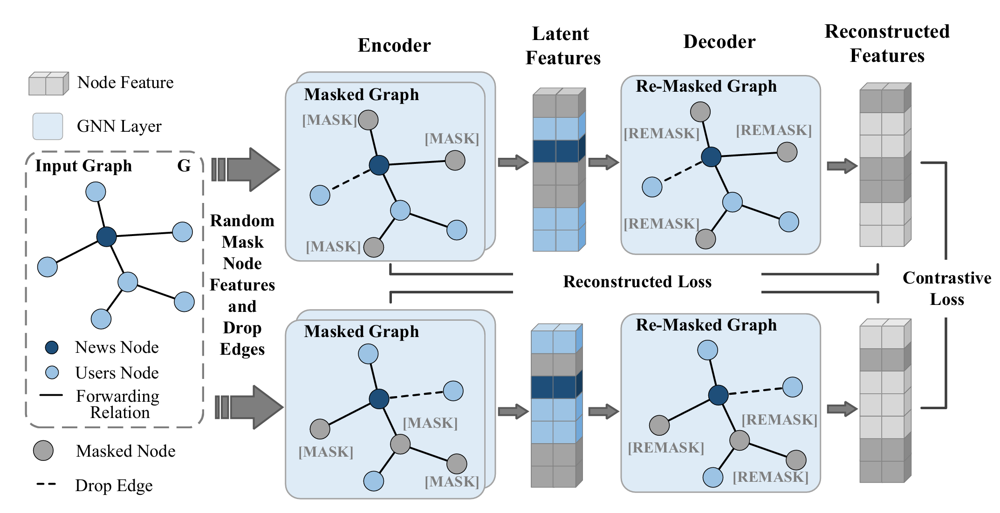 Encoder
Latent
Features
Decoder
Reconstructed
Features
Node Feature
GNN Layer
Input Graph G
News Node
Users Node
Forwarding
Relation
Masked Node
Drop Edge
Random
Mask
Node
Features
and
Drop
Edges
Masked Graph
[MASK]
[MASK]
[MASK]
Re-Masked Graph
[REMASK]
[REMASK]
[REMASK]
Reconstructed Loss
Contrastive
Loss
Masked Graph
[MASK]
[MASK]
[MASK]
Re-Masked Graph
[REMASK]
[REMASK]
[REMASK]